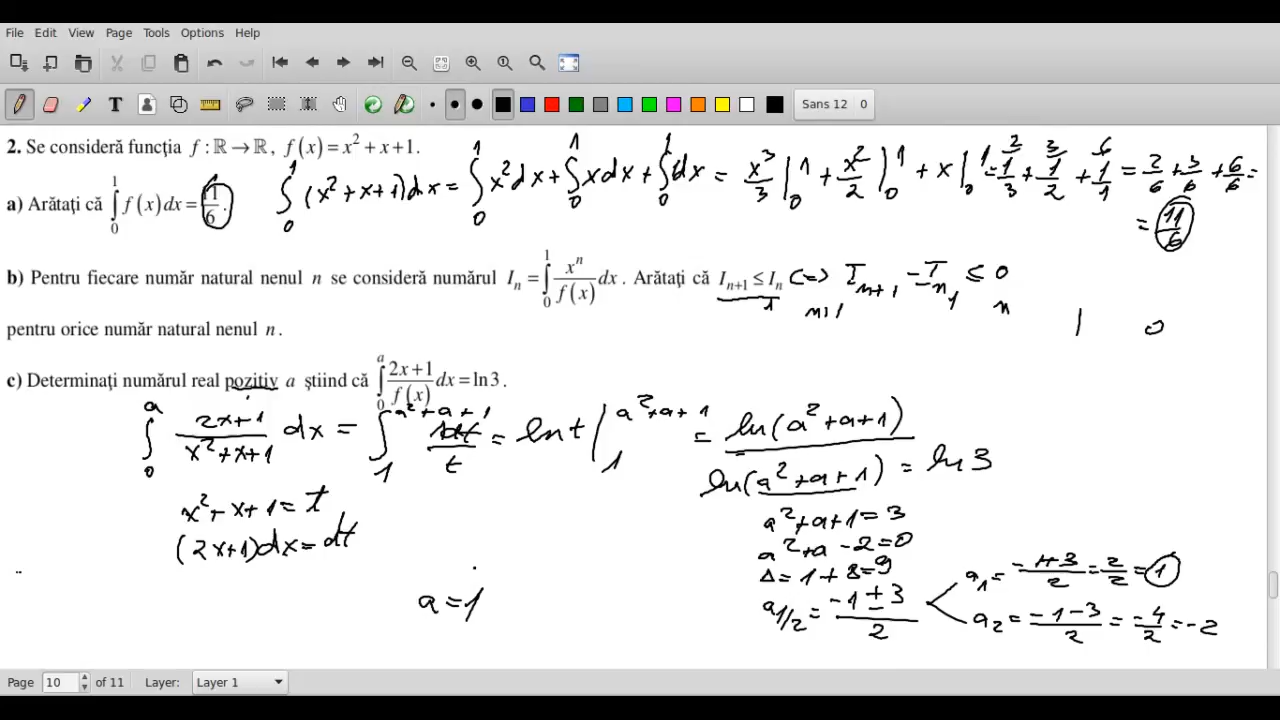 File Edit View Page Tools Options Help
Sans 12 0
2. Se consideră funcția f : ℝ → ℝ, f(x) = x² + x + 1.
a) Arătați că ∫₀¹ f(x)dx = 11/6.
∫₀¹ (x²+x+1)dx = ∫₀¹ x²dx + ∫₀¹ xdx + ∫₀¹ dx = x³/3 |₀¹ + x²/2 |₀¹ + x |₀¹ = ²⁾1/3 + ³⁾1/2 + ⁶⁾1/1 = 2/6 + 3/6 + 6/6 =
= 11/6
b) Pentru fiecare număr natural nenul n se consideră numărul Iₙ = ∫₀¹ xⁿ/f(x) dx. Arătați că Iₙ₊₁ ≤ Iₙ <=> Iₙ₊₁ - Iₙ ≤ 0
pentru orice număr natural nenul n.
1 0
c) Determinați numărul real pozitiv a știind că ∫₀ᵃ (2x+1)/f(x) dx = ln3.
∫₀ᵃ (2x+1)/(x²+x+1) dx = ∫₁^(a²+a+1) 1dt/t = ln t |₁^(a²+a+1) = ln(a²+a+1)
ln(a²+a+1) = ln 3
x²+x+1 = t
(2x+1)dx = dt
a²+a+1=3
a²+a-2=0
Δ=1+8=9
a1/2 = (-1±3)/2
a₁ = (-1+3)/2 = 2/2 = 1
a₂ = (-1-3)/2 = -4/2 = -2
a = 1
Page 10 of 11 Layer: Layer 1